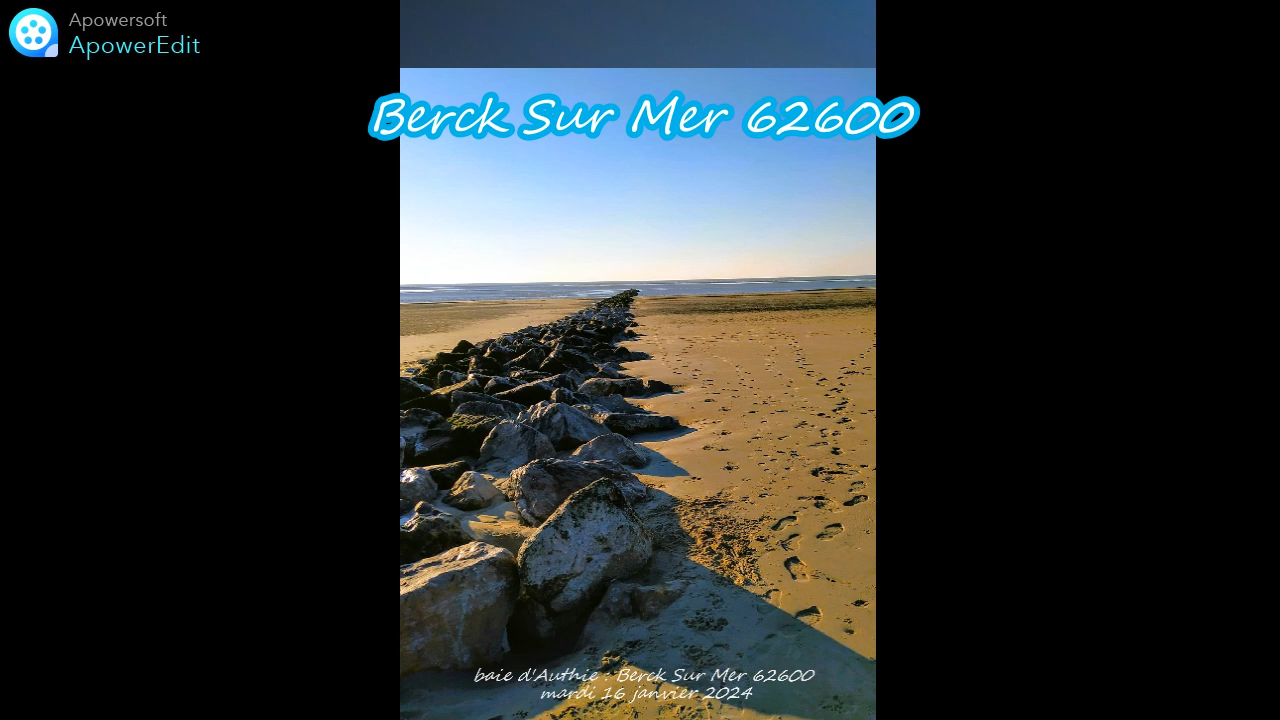 Apowersoft
ApowerEdit
Berck Sur Mer 62600
baie d'Authie : Berck Sur Mer 62600
mardi 16 janvier 2024